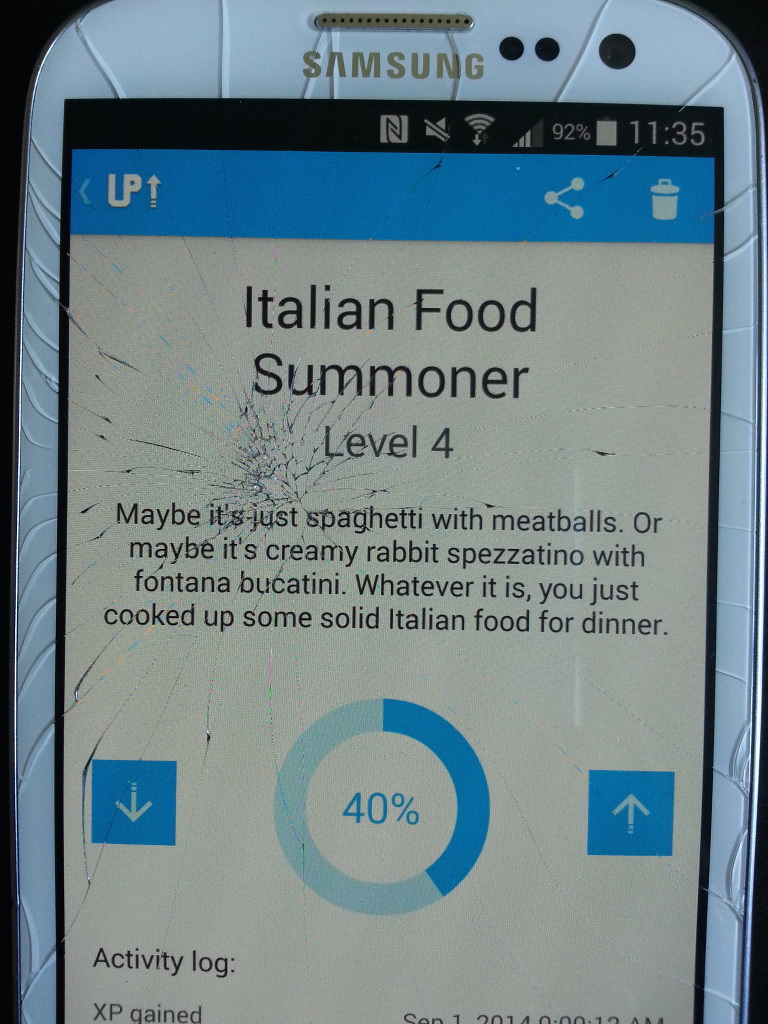 SAMSUNG
92% 11:35
UP
Italian Food
Summoner
Level 4
Maybe it's just spaghetti with meatballs. Or
maybe it's creamy rabbit spezzatino with
fontana bucatini. Whatever it is, you just
cooked up some solid Italian food for dinner.
40%
Activity log:
XP gained Sep 1, 2014 9:00:12 AM